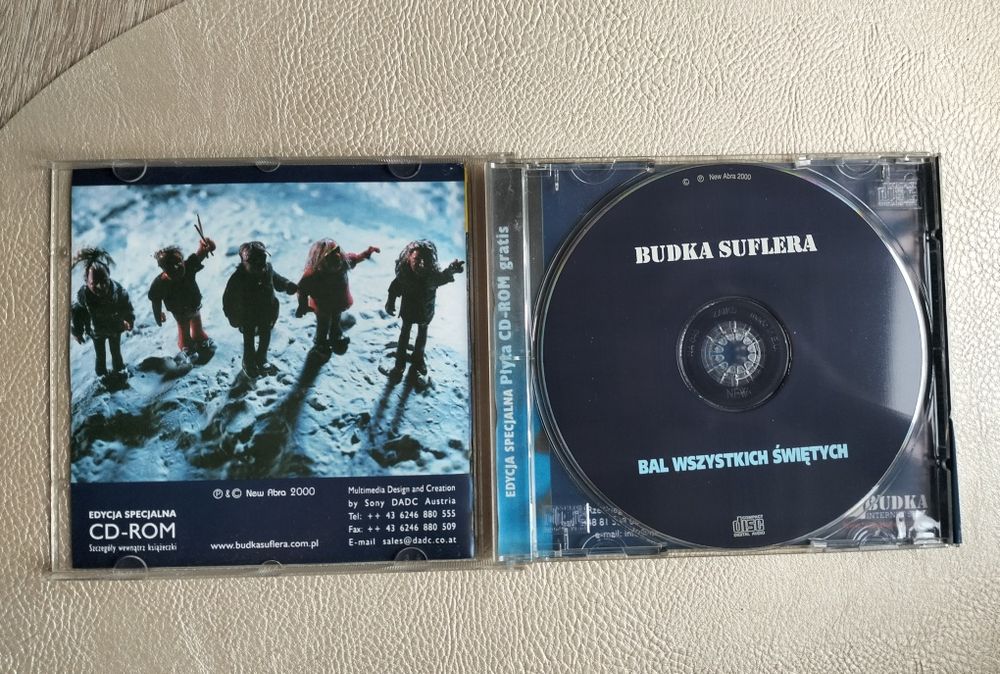 ℗ & © New Abra 2000
EDYCJA SPECJALNA
CD-ROM
Szczegóły wewnątrz książeczki
www.budkasuflera.com.pl
Multimedia Design and Creation
by Sony DADC Austria
Tel: ++ 43 6246 880 555
Fax: ++ 43 6246 880 509
E-mail sales@dadc.co.at
EDYCJA SPECJALNA Płyta CD-ROM gratis
© ℗ New Abra 2000
BUDKA SUFLERA
BAL WSZYSTKICH ŚWIĘTYCH
COMPACT
disc
DIGITAL AUDIO
BUDKA
e-mail: